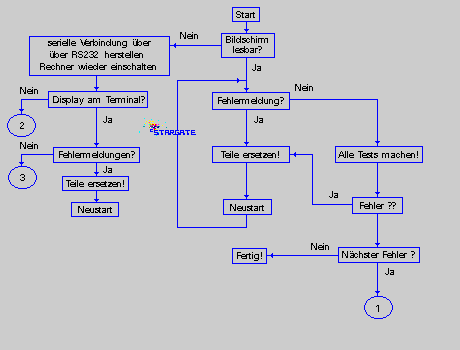 Start
Nein
Bildschirm
lesbar?
serielle Verbindung über
über RS232 herstellen
Rechner wieder einschalten
Ja
Nein
Display am Terminal?
Fehlermeldung?
Nein
2
Ja
Ja
STARGATE
Nein
Fehlermeldungen?
Teile ersetzen!
Alle Tests machen!
3
Ja
Teile ersetzen!
Ja
Neustart
Neustart
Fehler ??
Nein
Fertig!
Nächster Fehler ?
Ja
1